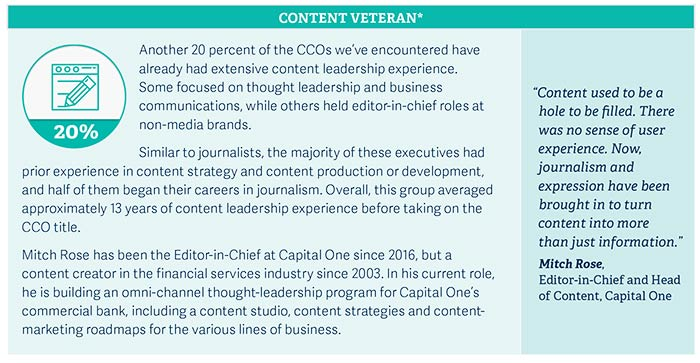 CONTENT VETERAN*
20%
Another 20 percent of the CCOs we've encountered have
already had extensive content leadership experience.
Some focused on thought leadership and business
communications, while others held editor-in-chief roles at
non-media brands.
Similar to journalists, the majority of these executives had
prior experience in content strategy and content production or development,
and half of them began their careers in journalism. Overall, this group averaged
approximately 13 years of content leadership experience before taking on the
CCO title.
Mitch Rose has been the Editor-in-Chief at Capital One since 2016, but a
content creator in the financial services industry since 2003. In his current role,
he is building an omni-channel thought-leadership program for Capital One's
commercial bank, including a content studio, content strategies and content-
marketing roadmaps for the various lines of business.
"Content used to be a
hole to be filled. There
was no sense of user
experience. Now,
journalism and
expression have been
brought in to turn
content into more
than just information."
Mitch Rose,
Editor-in-Chief and Head
of Content, Capital One